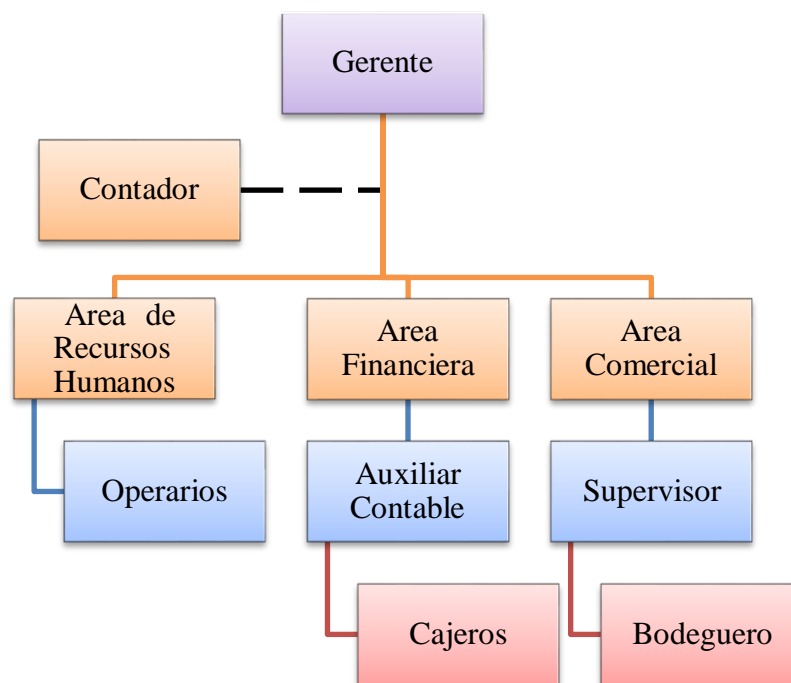 Gerente
Contador
Area de
Recursos
Humanos
Area
Financiera
Area
Comercial
Operarios
Auxiliar
Contable
Supervisor
Cajeros
Bodeguero